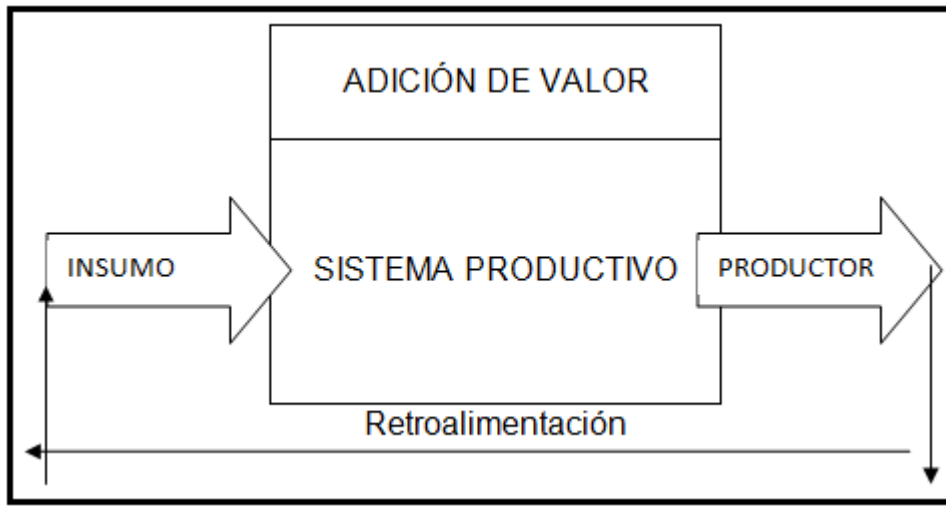 ADICIÓN DE VALOR
INSUMO
SISTEMA PRODUCTIVO
PRODUCTOR
Retroalimentación